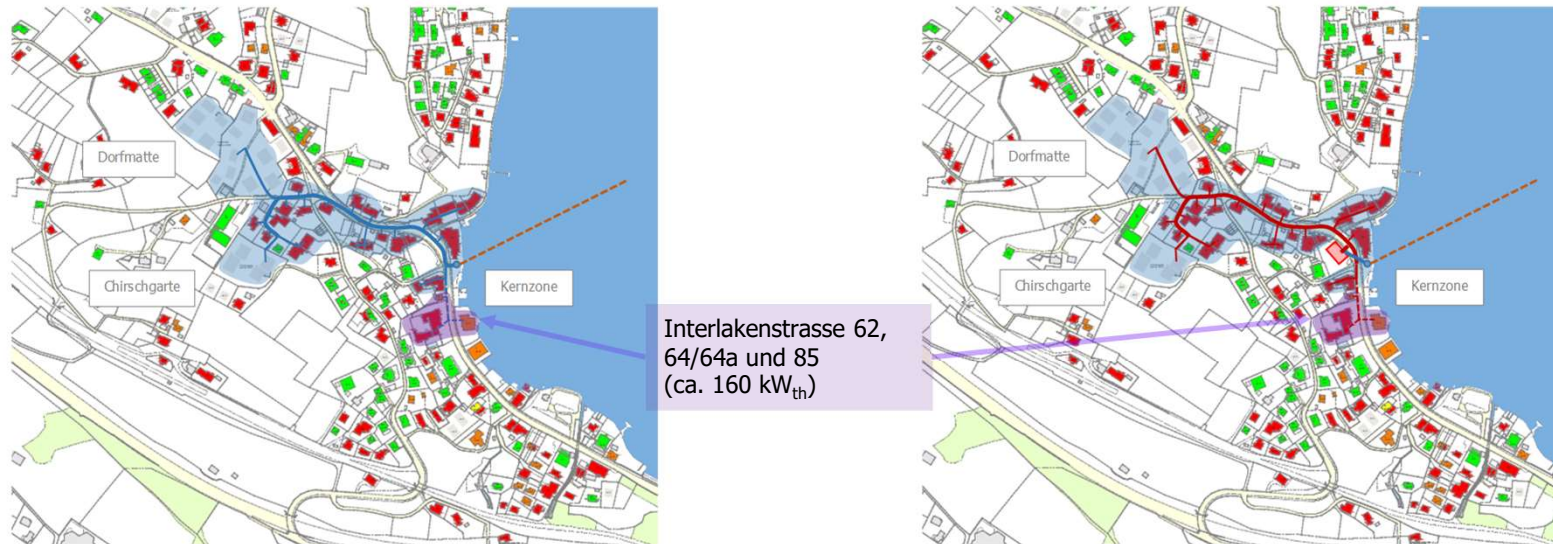 Dorfmatte
Chirschgarte
Kernzone
Interlakenstrasse 62,
64/64a und 85
(ca. 160 kWth)
Dorfmatte
Chirschgarte
Kernzone